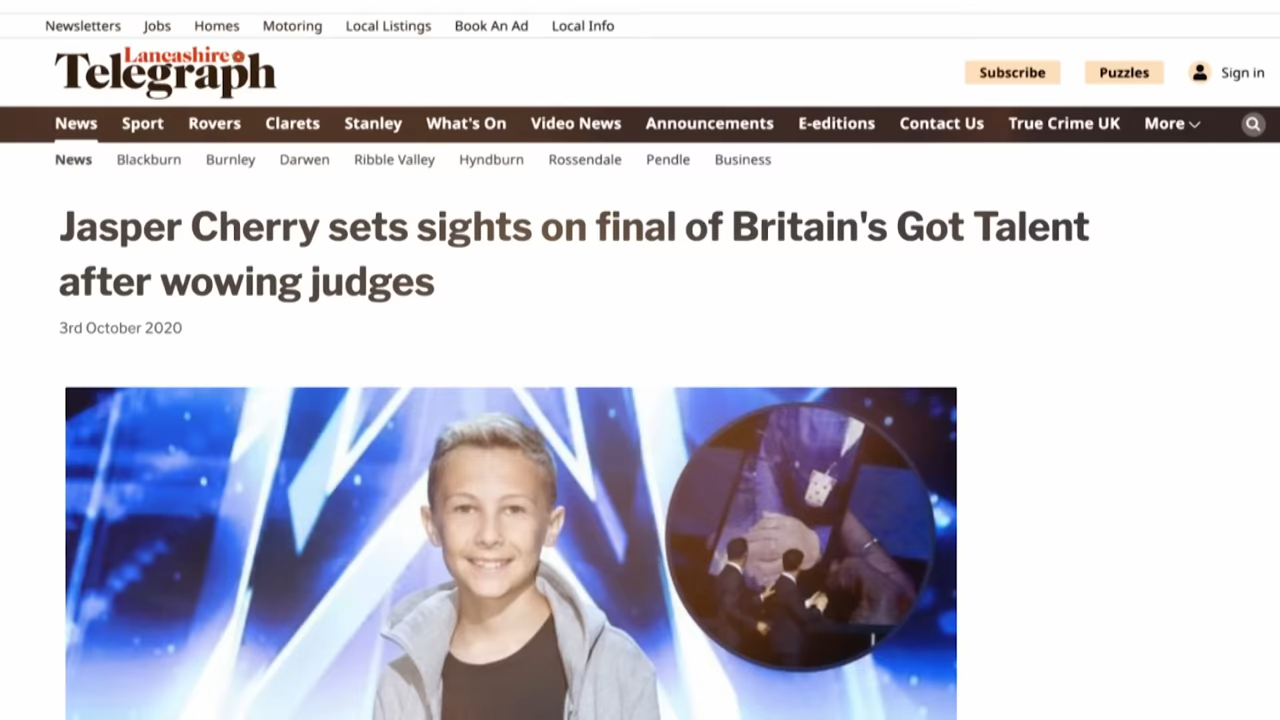 Newsletters Jobs Homes Motoring Local Listings Book An Ad Local Info
Lancashire
Telegraph
Subscribe Puzzles Sign in
News Sport Rovers Clarets Stanley What's On Video News Announcements E-editions Contact Us True Crime UK More
News Blackburn Burnley Darwen Ribble Valley Hyndburn Rossendale Pendle Business
Jasper Cherry sets sights on final of Britain's Got Talent
after wowing judges
3rd October 2020